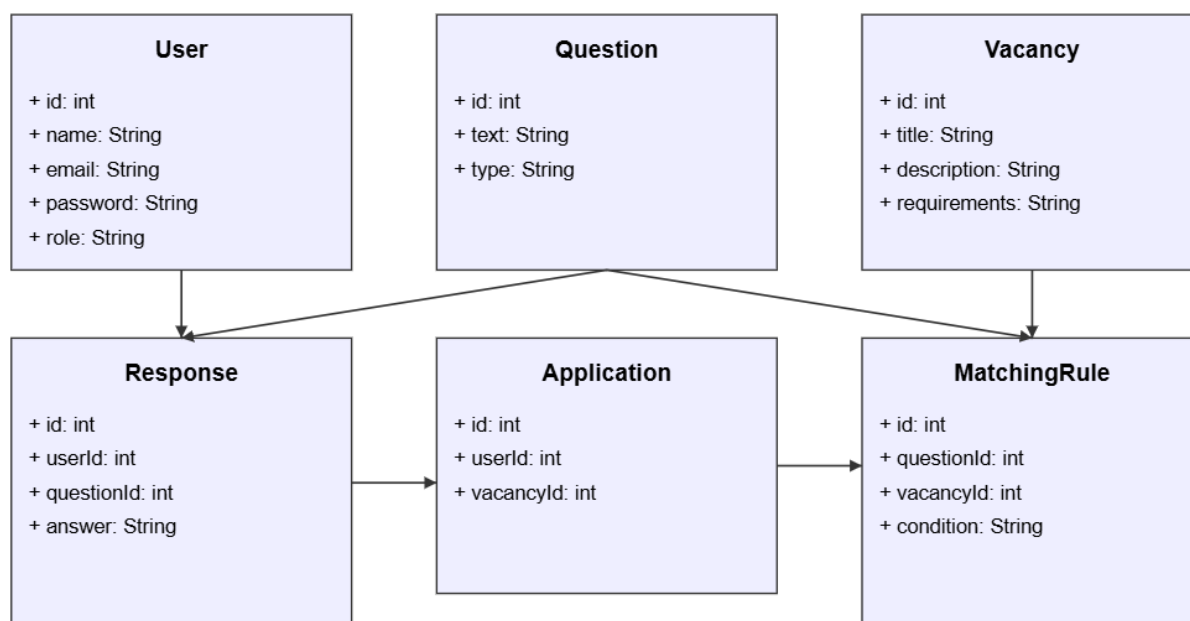 User
+ id: int
+ name: String
+ email: String
+ password: String
+ role: String
Question
+ id: int
+ text: String
+ type: String
Vacancy
+ id: int
+ title: String
+ description: String
+ requirements: String
Response
+ id: int
+ userId: int
+ questionId: int
+ answer: String
Application
+ id: int
+ userId: int
+ vacancyId: int
MatchingRule
+ id: int
+ questionId: int
+ vacancyId: int
+ condition: String